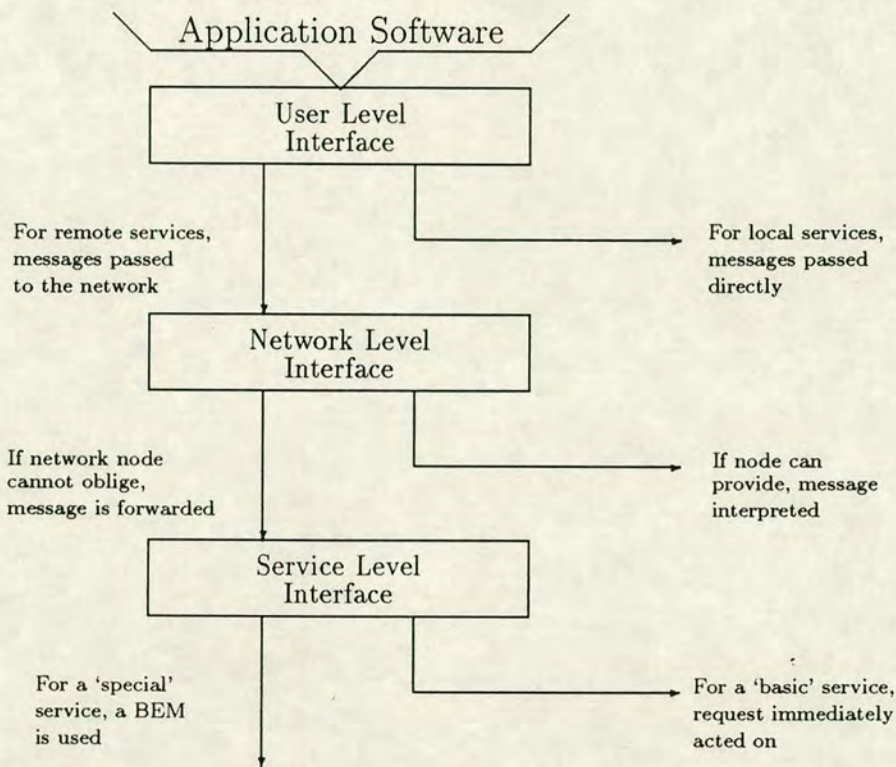 Application Software
User Level
Interface
For remote services,
messages passed
to the network
For local services,
messages passed
directly
Network Level
Interface
If network node
cannot oblige,
message is forwarded
If node can
provide, message
interpreted
Service Level
Interface
For a ‘special’
service, a BEM
is used
For a ‘basic’ service,
request immediately
acted on